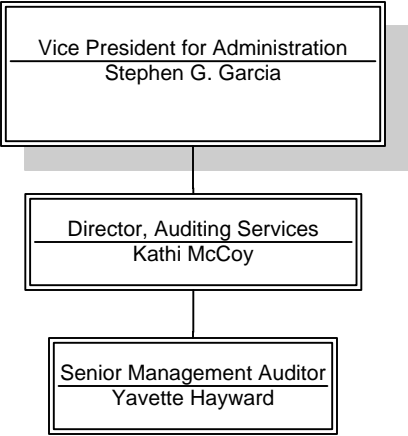 Vice President for Administration
Stephen G. Garcia
Director, Auditing Services
Kathi McCoy
Senior Management Auditor
Yavette Hayward